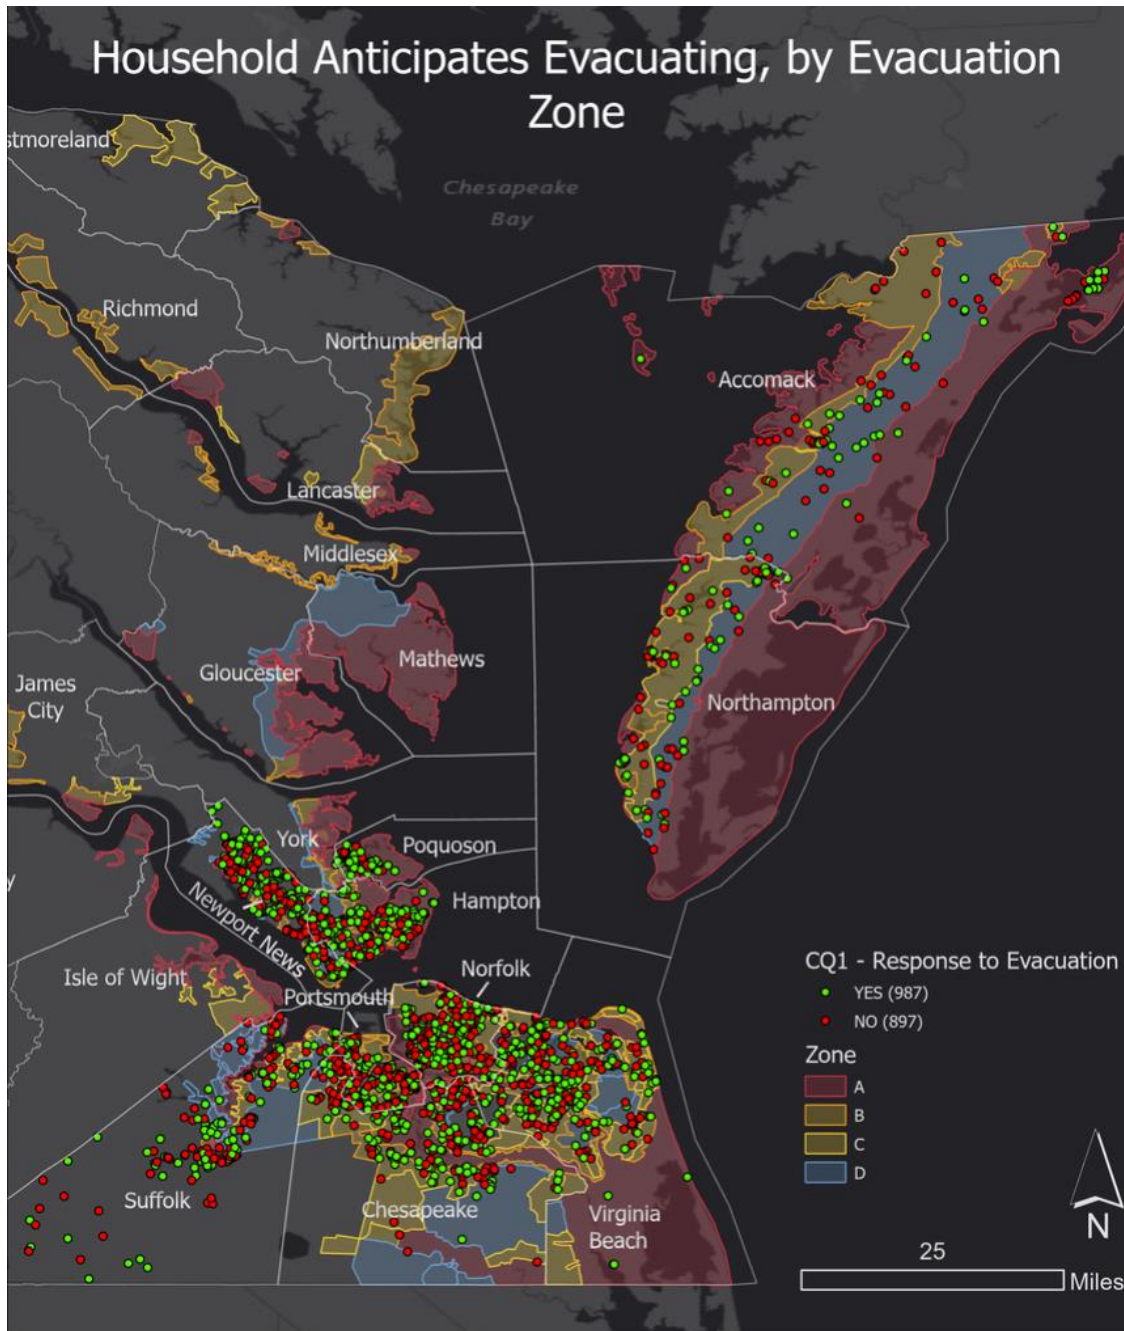 Household Anticipates Evacuating, by Evacuation
Zone
stmoreland
Chesapeake
Bay
Richmond
Northumberland
Accomack
Lancaster
Middlesex
Mathews
Gloucester
James
City
Northampton
York
Poquoson
Newport News
Hampton
y
Isle of Wight
Norfolk
Portsmouth
CQ1 - Response to Evacuation
YES (987)
NO (897)
Zone
A
B
C
D
Suffolk
Chesapeake
Virginia
Beach
N
25
Miles